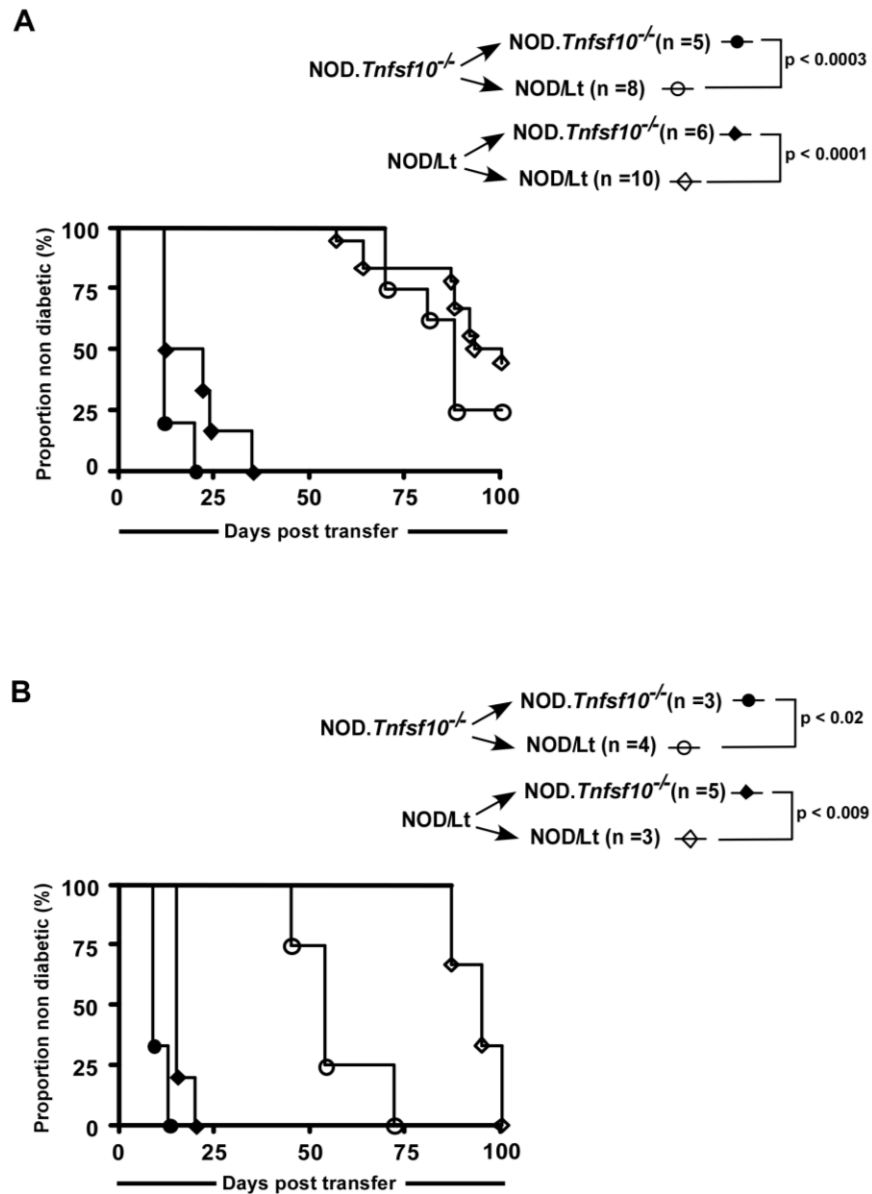 A
NOD.Tnfsf10-/-
NOD.Tnfsf10-/-(n =5)
NOD/Lt (n =8)
p < 0.0003
NOD/Lt
NOD.Tnfsf10-/-(n =6)
NOD/Lt (n =10)
p < 0.0001
Proportion non diabetic (%)
100
75
50
25
0
0 25 50 75 100
Days post transfer
B
NOD.Tnfsf10-/-
NOD.Tnfsf10-/-(n =3)
NOD/Lt (n =4)
p < 0.02
NOD/Lt
NOD.Tnfsf10-/-(n =5)
NOD/Lt (n =3)
p < 0.009
Proportion non diabetic (%)
100
75
50
25
0
0 25 50 75 100
Days post transfer